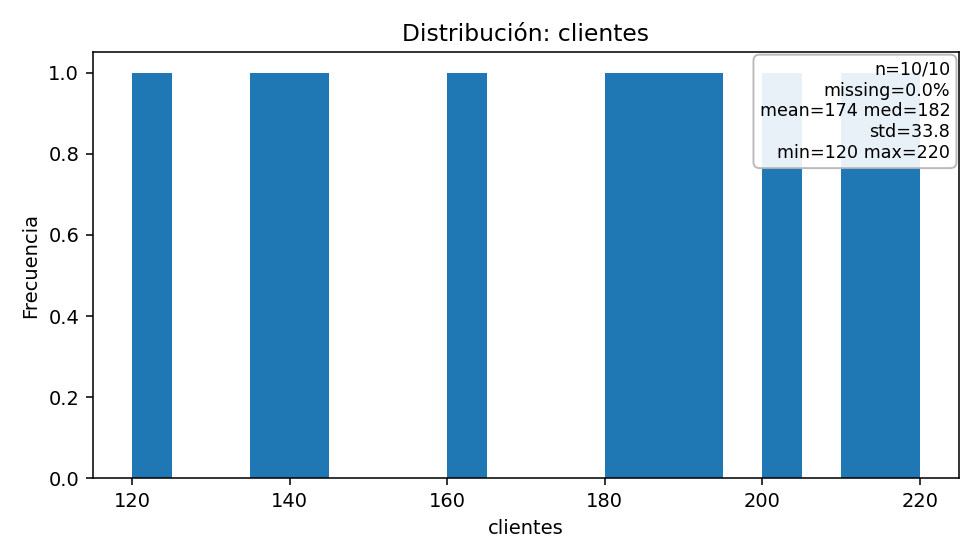 Distribución: clientes
n=10/10
missing=0.0%
mean=174 med=182
std=33.8
min=120 max=220
Frecuencia
1.0
0.8
0.6
0.4
0.2
0.0
120 140 160 180 200 220
clientes